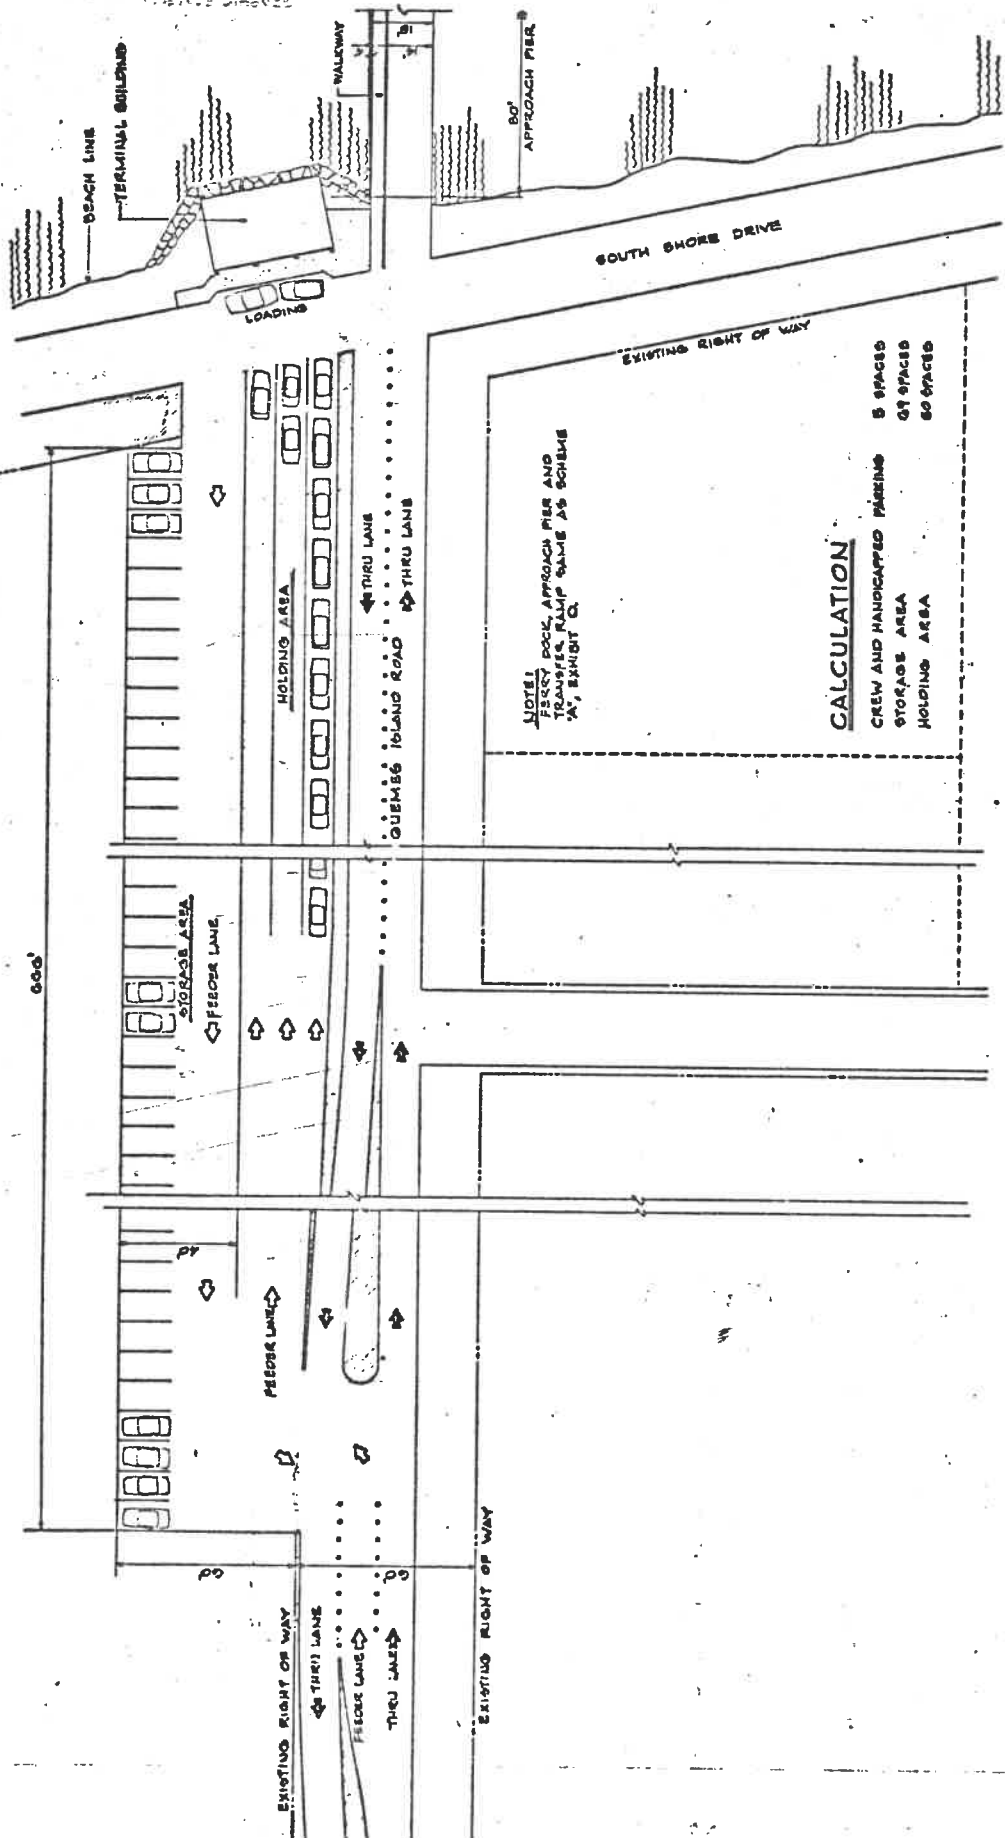 BEACH LINE
TERMINAL BUILDING
WALKWAY
80'
APPROACH PIER
SOUTH SHORE DRIVE
EXISTING RIGHT OF WAY
LOADING
HOLDING AREA
THRU LANE
THRU LANE
QUEMES ISLAND ROAD
NOTE:
FERRY DOCK, APPROACH PIER AND
TRANSFER RAMP SAME AS SCHEME
"A", EXHIBIT
CALCULATION
CREW AND HANDICAPPED PARKING 5 SPACES
STORAGE AREA SPACES
HOLDING AREA 50 SPACES
STORAGE AREA
FEEDER LANE
FEEDER LANE
EXISTING RIGHT OF WAY
THRU LANE
FEEDER LANE
THRU LANE
EXISTING RIGHT OF WAY